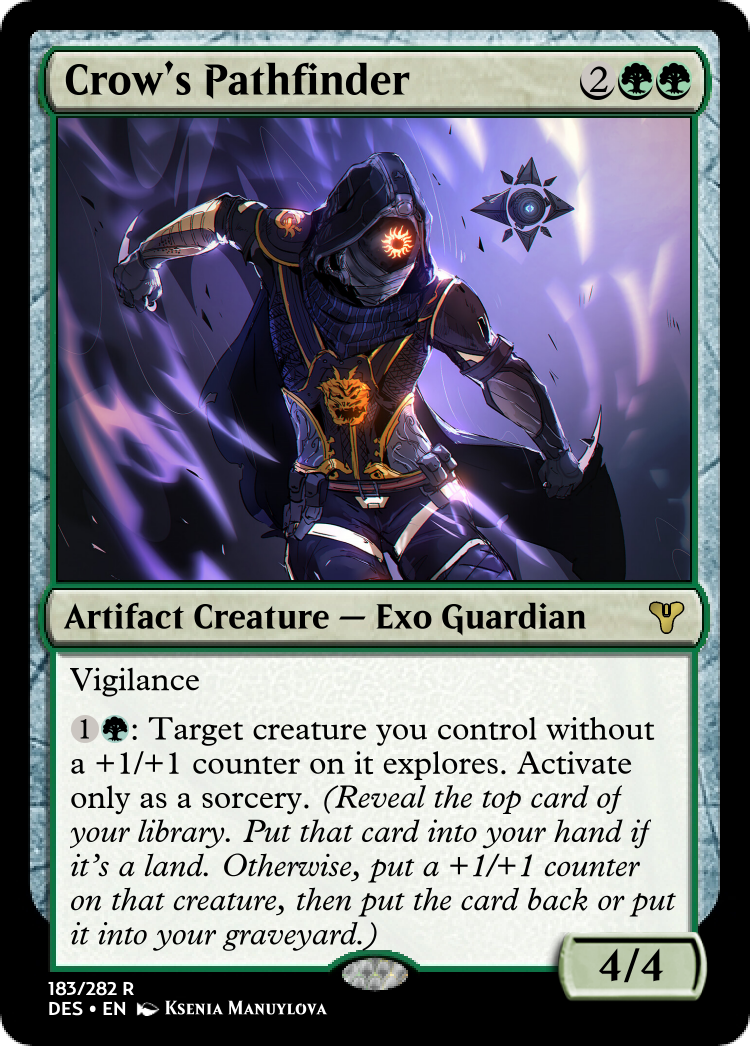 Crow's Pathfinder
2
Artifact Creature — Exo Guardian
Vigilance
1: Target creature you control without
a +1/+1 counter on it explores. Activate
only as a sorcery. (Reveal the top card of
your library. Put that card into your hand if
it's a land. Otherwise, put a +1/+1 counter
on that creature, then put the card back or put
it into your graveyard.)
4/4
183/282 R
DES • EN Ksenia Manuylova